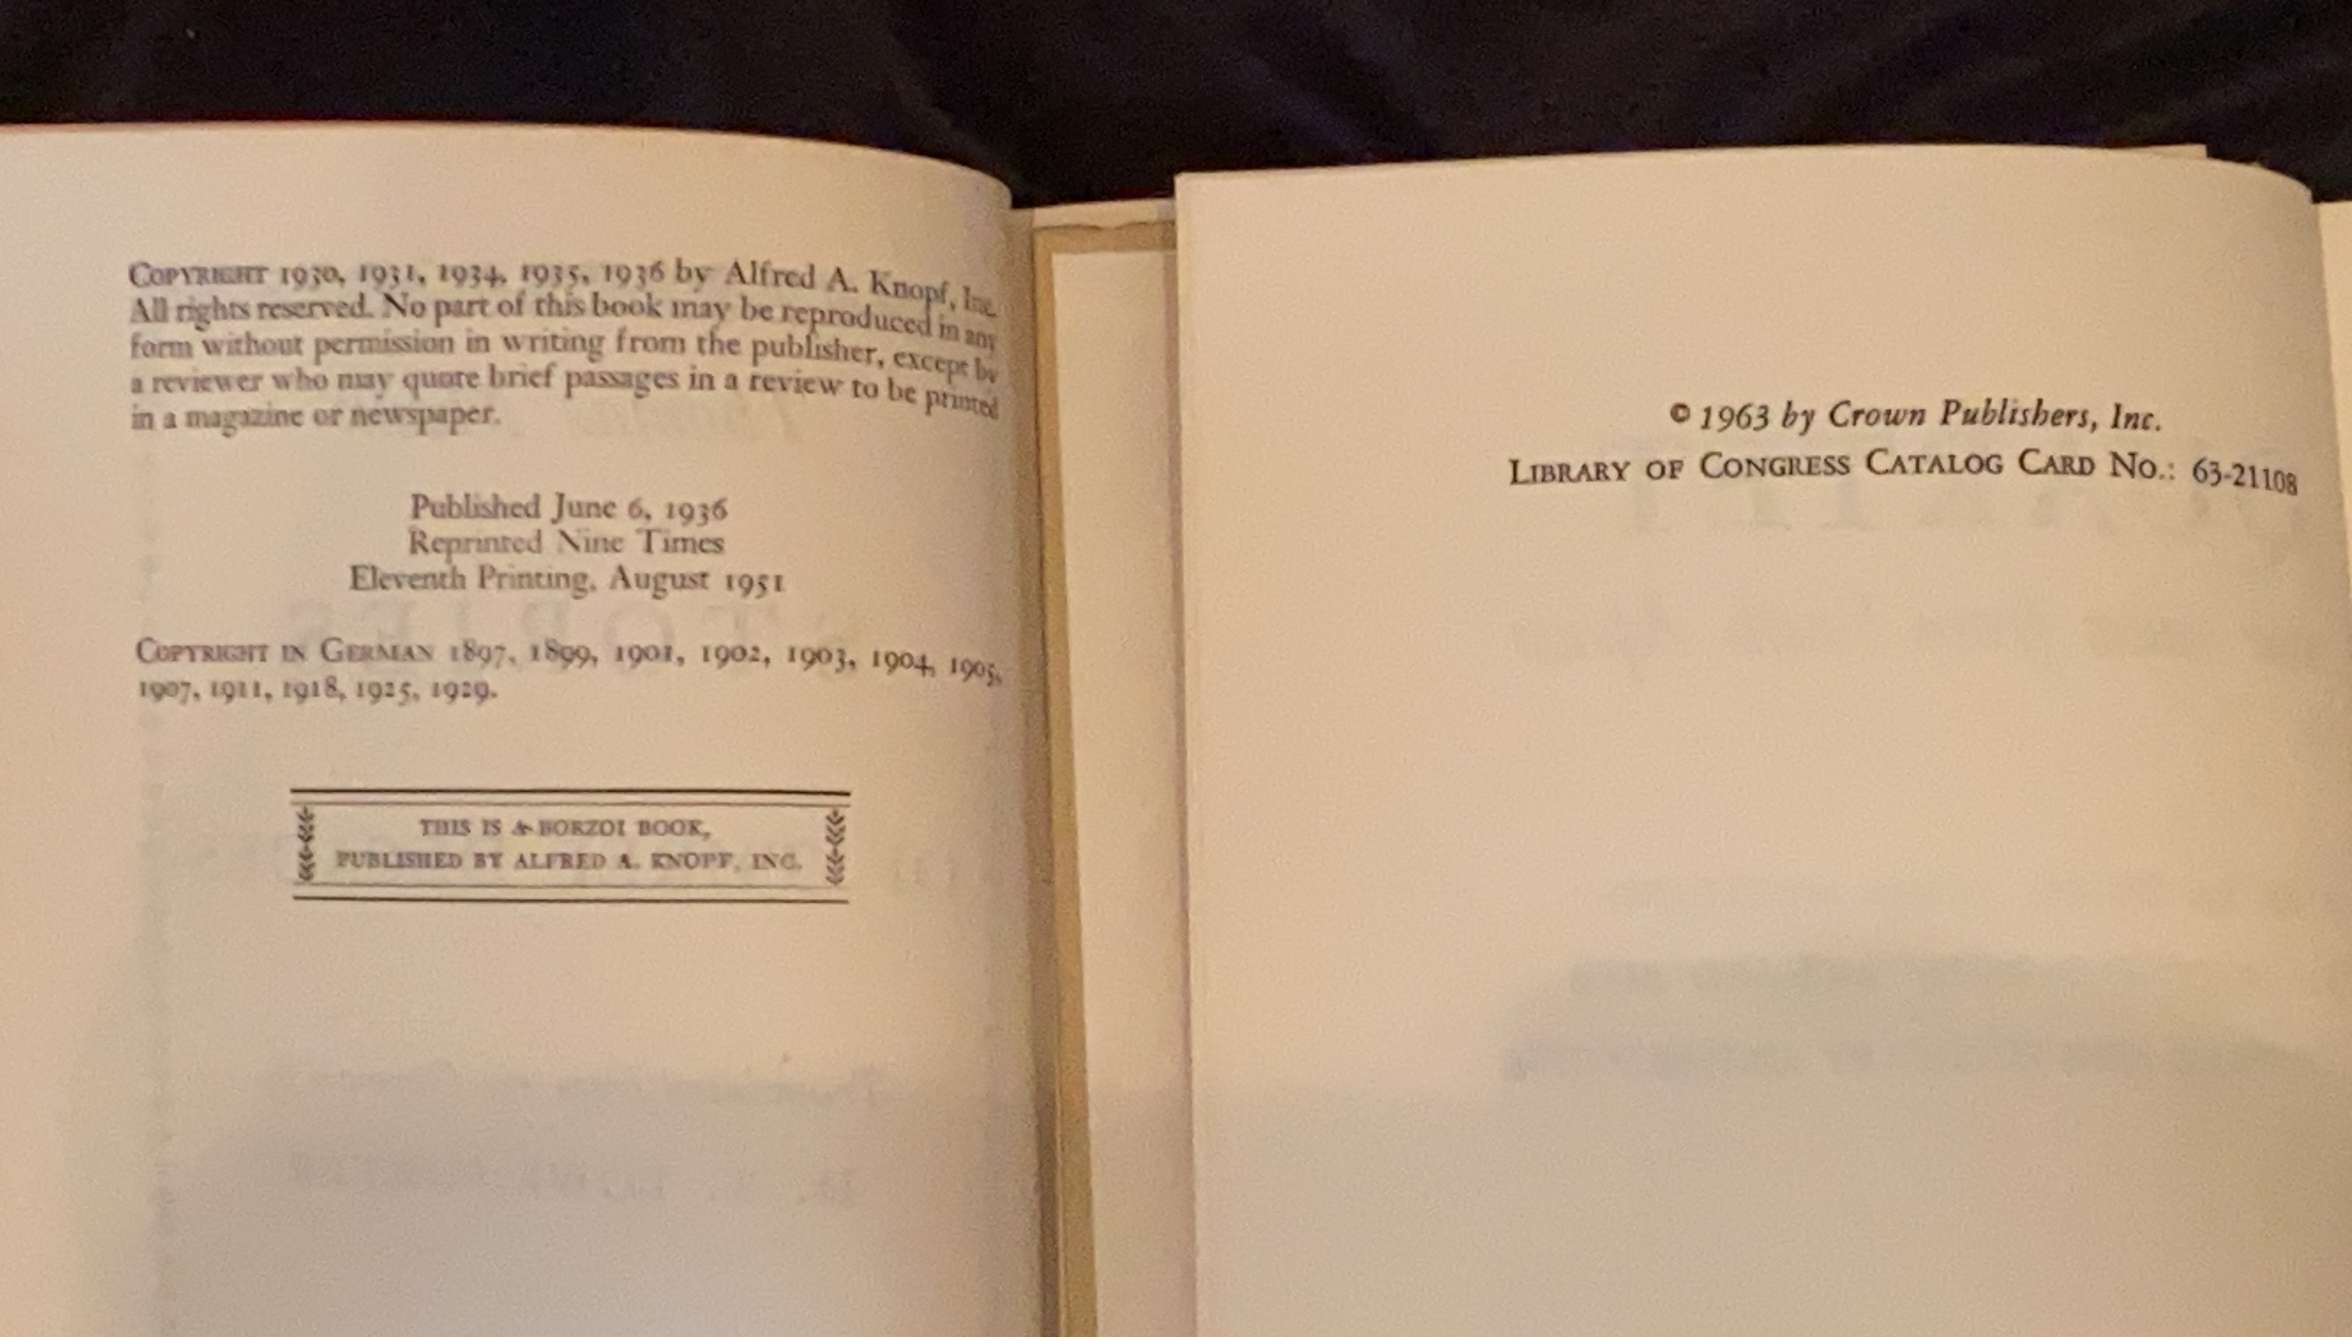 COPYRIGHT 1930, 1931, 1934, 1935, 1936 by Alfred A. Knopf, Inc.
All rights reserved. No part of this book may be reproduced in any
form without permission in writing from the publisher, except by
a reviewer who may quote brief passages in a review to be printed
in a magazine or newspaper.
Published June 6, 1936
Reprinted Nine Times
Eleventh Printing, August 1951
COPYRIGHT IN GERMAN 1897, 1899, 1901, 1902, 1903, 1904, 1905,
1907, 1911, 1918, 1925, 1929.
THIS IS A BORZOI BOOK,
PUBLISHED BY ALFRED A. KNOPF, INC.
© 1963 by Crown Publishers, Inc.
LIBRARY OF CONGRESS CATALOG CARD NO.: 63-21108